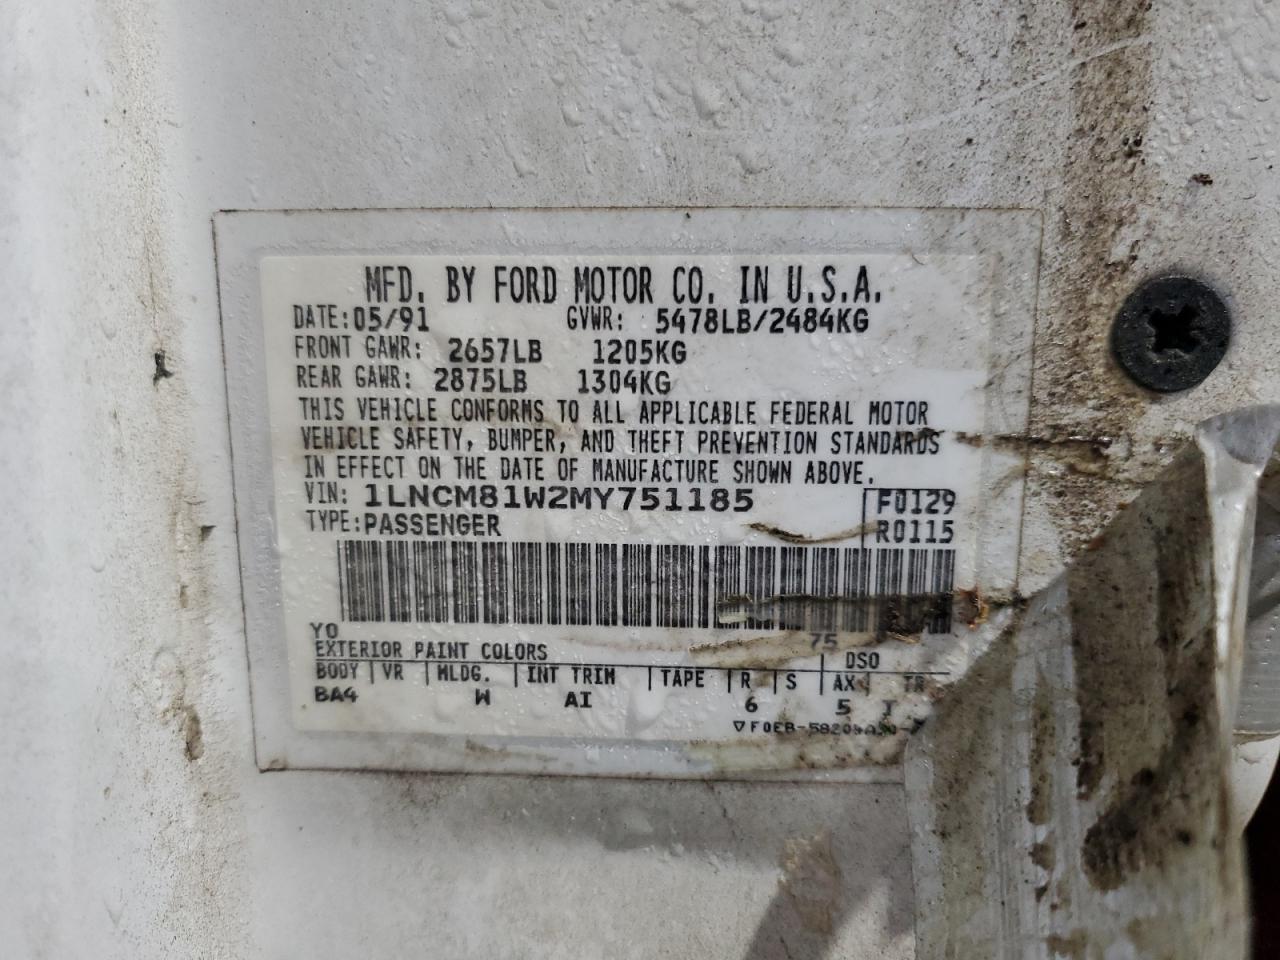 MFD. BY FORD MOTOR CO. IN U.S.A.
DATE:05/91 GVWR: 5478LB/2484KG
FRONT GAWR: 2657LB 1205KG
REAR GAWR: 2875LB 1304KG
THIS VEHICLE CONFORMS TO ALL APPLICABLE FEDERAL MOTOR
VEHICLE SAFETY, BUMPER, AND THEFT PREVENTION STANDARDS
IN EFFECT ON THE DATE OF MANUFACTURE SHOWN ABOVE.
VIN: 1LNCM81W2MY751185 F0129
TYPE:PASSENGER R0115
YO 75
EXTERIOR PAINT COLORS DSO
BODY VR MLDG. INT TRIM TAPE R S AX TR
BA4 W AI 6 5